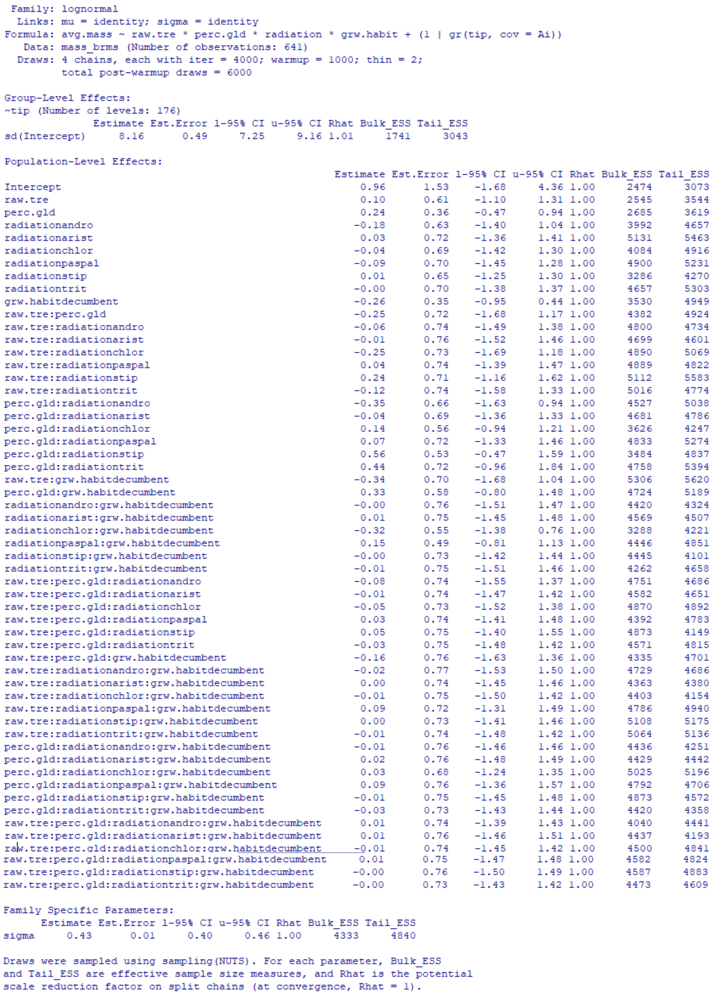 Family: lognormal
Links: mu = identity; sigma = identity
Formula: avg.mass ~ raw.tre * perc.gld * radiation * grw.habit + (1 | gr(tip, cov = Ai))
Data: mass_brms (Number of observations: 641)
Draws: 4 chains, each with iter = 4000; warmup = 1000; thin = 2;
total post-warmup draws = 6000
Group-Level Effects:
~tip (Number of levels: 176)
Estimate Est.Error l-95% CI u-95% CI Rhat Bulk_ESS Tail_ESS
sd(Intercept) 8.16 0.49 7.25 9.16 1.01 1741 3043
Population-Level Effects:
Estimate Est.Error l-95% CI u-95% CI Rhat Bulk_ESS Tail_ESS
Intercept 0.96 1.53 -1.68 4.36 1.00 2474 3073
raw.tre 0.10 0.61 -1.10 1.31 1.00 2545 3544
perc.gld 0.24 0.36 -0.47 0.94 1.00 2685 3619
radiationandro -0.18 0.63 -1.40 1.04 1.00 3992 4657
radiationarist 0.03 0.72 -1.36 1.41 1.00 5131 5463
radiationchlor -0.04 0.69 -1.42 1.30 1.00 4084 4916
radiationpaspal -0.09 0.70 -1.45 1.28 1.00 4900 5231
radiationstip 0.01 0.65 -1.25 1.30 1.00 3286 4270
radiationtrit -0.00 0.70 -1.38 1.37 1.00 4657 5303
grw.habitdecumbent -0.26 0.35 -0.95 0.44 1.00 3530 4949
raw.tre:perc.gld -0.25 0.72 -1.68 1.17 1.00 4382 4924
raw.tre:radiationandro -0.06 0.74 -1.49 1.38 1.00 4800 4734
raw.tre:radiationarist -0.01 0.76 -1.52 1.46 1.00 4699 4601
raw.tre:radiationchlor -0.25 0.73 -1.69 1.18 1.00 4890 5069
raw.tre:radiationpaspal 0.04 0.74 -1.39 1.47 1.00 4889 4822
raw.tre:radiationstip 0.24 0.71 -1.16 1.62 1.00 5112 5583
raw.tre:radiationtrit -0.12 0.74 -1.58 1.33 1.00 5016 4774
perc.gld:radiationandro -0.35 0.66 -1.63 0.94 1.00 4527 5038
perc.gld:radiationarist -0.04 0.69 -1.36 1.33 1.00 4681 4786
perc.gld:radiationchlor 0.14 0.56 -0.94 1.21 1.00 3626 4247
perc.gld:radiationpaspal 0.07 0.72 -1.33 1.46 1.00 4833 5274
perc.gld:radiationstip 0.56 0.53 -0.47 1.59 1.00 3484 4837
perc.gld:radiationtrit 0.44 0.72 -0.96 1.84 1.00 4758 5394
raw.tre:grw.habitdecumbent -0.34 0.70 -1.68 1.04 1.00 5306 5620
perc.gld:grw.habitdecumbent 0.33 0.58 -0.80 1.48 1.00 4724 5189
radiationandro:grw.habitdecumbent -0.00 0.76 -1.51 1.47 1.00 4420 4324
radiationarist:grw.habitdecumbent 0.01 0.75 -1.45 1.48 1.00 4569 4507
radiationchlor:grw.habitdecumbent -0.32 0.55 -1.38 0.76 1.00 3288 4221
radiationpaspal:grw.habitdecumbent 0.15 0.49 -0.81 1.13 1.00 4446 4851
radiationstip:grw.habitdecumbent -0.00 0.73 -1.42 1.44 1.00 4445 4101
radiationtrit:grw.habitdecumbent -0.01 0.75 -1.51 1.46 1.00 4262 4658
raw.tre:perc.gld:radiationandro -0.08 0.74 -1.55 1.37 1.00 4751 4686
raw.tre:perc.gld:radiationarist -0.01 0.74 -1.47 1.42 1.00 4582 4651
raw.tre:perc.gld:radiationchlor -0.05 0.73 -1.52 1.38 1.00 4870 4892
raw.tre:perc.gld:radiationpaspal 0.03 0.74 -1.41 1.48 1.00 4392 4783
raw.tre:perc.gld:radiationstip 0.05 0.75 -1.40 1.55 1.00 4873 4149
raw.tre:perc.gld:radiationtrit -0.03 0.75 -1.48 1.42 1.00 4571 4815
raw.tre:perc.gld:grw.habitdecumbent -0.16 0.76 -1.63 1.36 1.00 4335 4701
raw.tre:radiationandro:grw.habitdecumbent -0.02 0.77 -1.53 1.50 1.00 4729 4686
raw.tre:radiationarist:grw.habitdecumbent 0.00 0.74 -1.45 1.46 1.00 4363 4380
raw.tre:radiationchlor:grw.habitdecumbent -0.01 0.75 -1.50 1.42 1.00 4403 4154
raw.tre:radiationpaspal:grw.habitdecumbent 0.09 0.72 -1.31 1.49 1.00 4786 4940
raw.tre:radiationstip:grw.habitdecumbent 0.00 0.73 -1.41 1.46 1.00 5108 5175
raw.tre:radiationtrit:grw.habitdecumbent -0.01 0.74 -1.48 1.42 1.00 5064 5136
perc.gld:radiationandro:grw.habitdecumbent -0.01 0.76 -1.46 1.46 1.00 4436 4251
perc.gld:radiationarist:grw.habitdecumbent 0.02 0.76 -1.48 1.49 1.00 4429 4442
perc.gld:radiationchlor:grw.habitdecumbent 0.03 0.68 -1.24 1.35 1.00 5025 5196
perc.gld:radiationpaspal:grw.habitdecumbent 0.09 0.76 -1.36 1.57 1.00 4792 4706
perc.gld:radiationstip:grw.habitdecumbent -0.01 0.75 -1.45 1.48 1.00 4873 4572
perc.gld:radiationtrit:grw.habitdecumbent -0.03 0.73 -1.43 1.44 1.00 4420 4358
raw.tre:perc.gld:radiationandro:grw.habitdecumbent 0.01 0.74 -1.39 1.43 1.00 4040 4441
raw.tre:perc.gld:radiationarist:grw.habitdecumbent 0.01 0.76 -1.46 1.51 1.00 4437 4193
raw.tre:perc.gld:radiationchlor:grw.habitdecumbent -0.01 0.74 -1.45 1.42 1.00 4500 4841
raw.tre:perc.gld:radiationpaspal:grw.habitdecumbent 0.01 0.75 -1.47 1.48 1.00 4582 4824
raw.tre:perc.gld:radiationstip:grw.habitdecumbent -0.00 0.76 -1.50 1.49 1.00 4587 4883
raw.tre:perc.gld:radiationtrit:grw.habitdecumbent -0.00 0.73 -1.43 1.42 1.00 4473 4609
Family Specific Parameters:
Estimate Est.Error l-95% CI u-95% CI Rhat Bulk_ESS Tail_ESS
sigma 0.43 0.01 0.40 0.46 1.00 4333 4840
Draws were sampled using sampling(NUTS). For each parameter, Bulk_ESS
and Tail_ESS are effective sample size measures, and Rhat is the potential
scale reduction factor on split chains (at convergence, Rhat = 1).